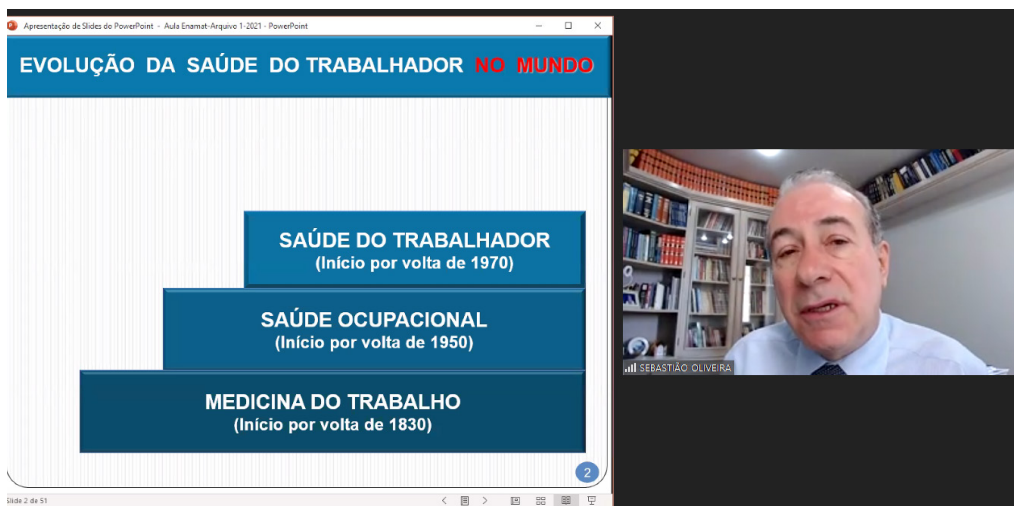 Apresentação de Slides do PowerPoint - Aula Enamat-Arquivo 1-2021 - PowerPoint
EVOLUÇÃO DA SAÚDE DO TRABALHADOR NO MUNDO
SAÚDE DO TRABALHADOR
(Início por volta de 1970)
SAÚDE OCUPACIONAL
(Início por volta de 1950)
MEDICINA DO TRABALHO
(Início por volta de 1830)
2
Slide 2 de 51
SEBASTIÃO OLIVEIRA